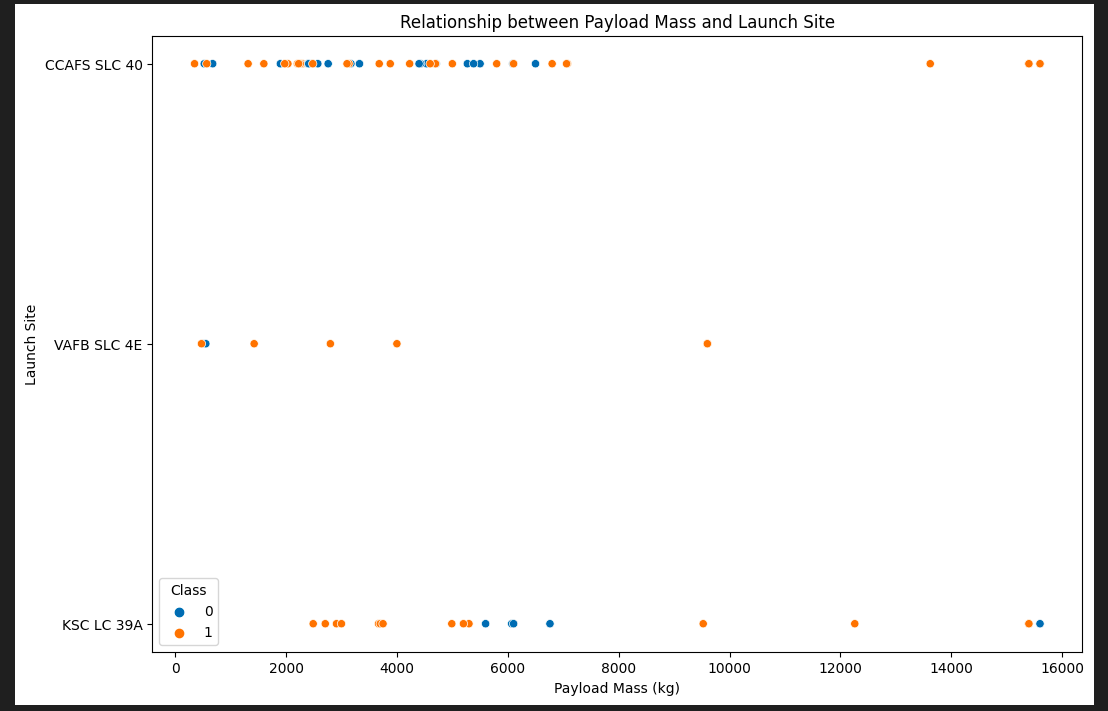 Relationship between Payload Mass and Launch Site
CCAFS SLC 40
VAFB SLC 4E
KSC LC 39A
Launch Site
Class
0
1
0 2000 4000 6000 8000 10000 12000 14000 16000
Payload Mass (kg)